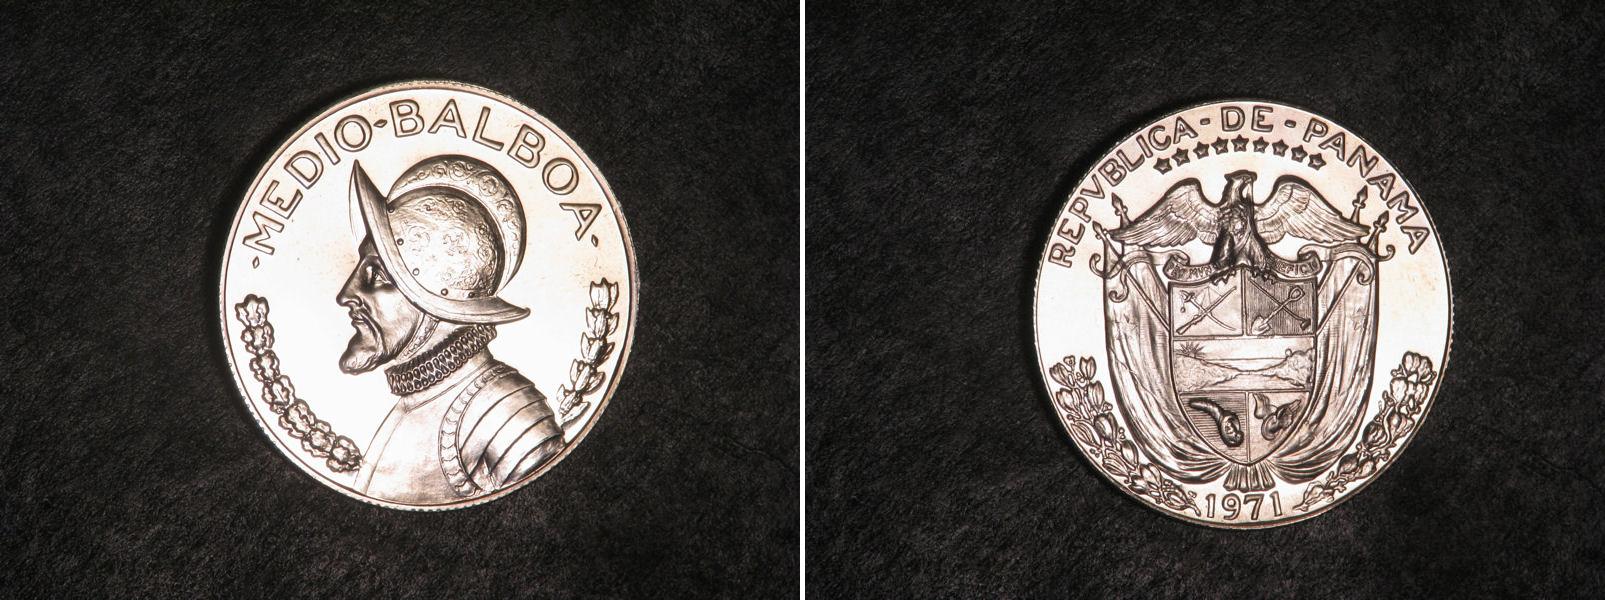 ·MEDIO-BALBOA·
REPVBLICA-DE-PANAMA
1971